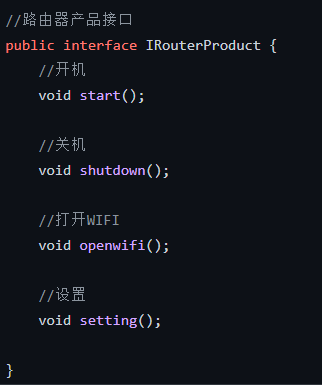 //路由器产品接口
public interface IRouterProduct {
    //开机
    void start();

    //关机
    void shutdown();

    //打开WIFI
    void openwifi();

    //设置
    void setting();

}